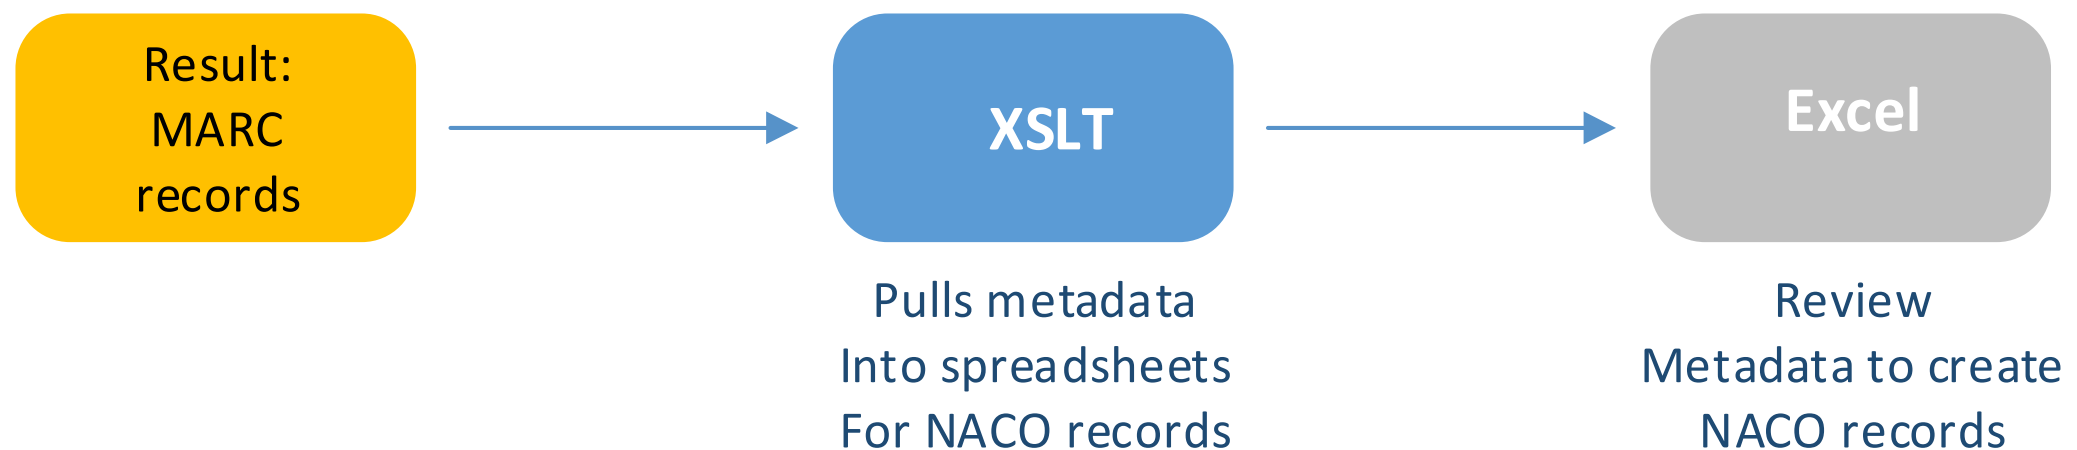 Result:
MARC
records
XSLT
Excel
Pulls metadata
Into spreadsheets
For NACO records
Review
Metadata to create
NACO records